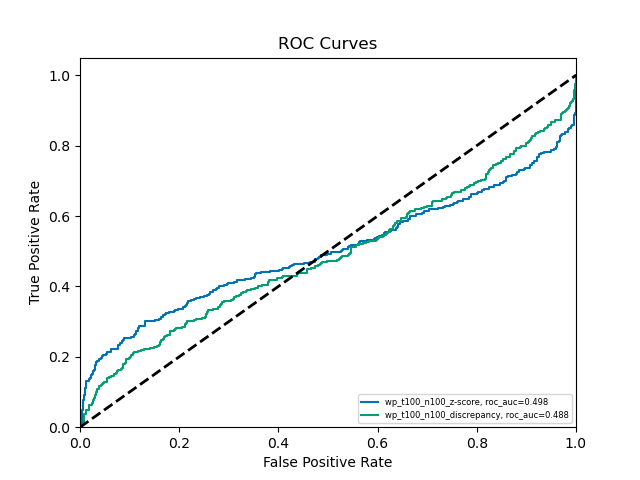 ROC Curves
True Positive Rate
1.0
0.8
0.6
0.4
0.2
0.0
0.0 0.2 0.4 0.6 0.8 1.0
False Positive Rate
wp_t100_n100_z-score, roc_auc=0.498
wp_t100_n100_discrepancy, roc_auc=0.488